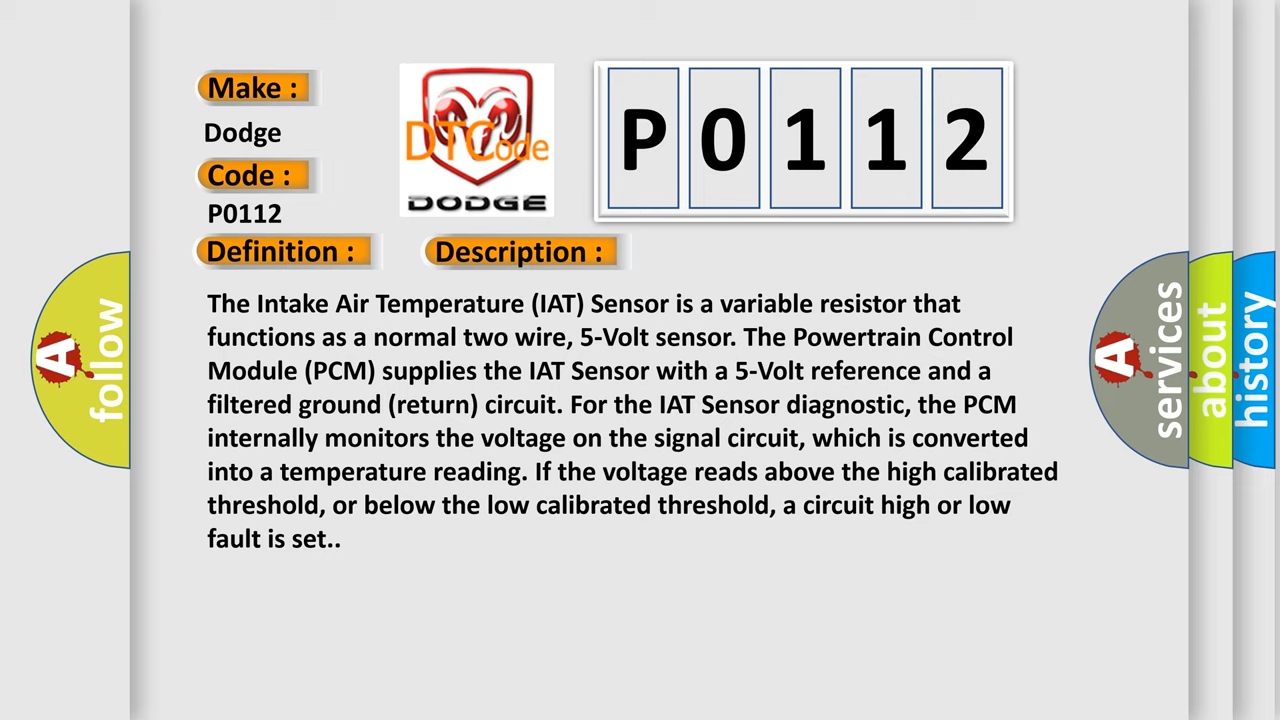 Make :
Dodge
Code :
P0112
DTCode
DODGE
P0112
Definition :
Description :
The Intake Air Temperature (IAT) Sensor is a variable resistor that
functions as a normal two wire, 5-Volt sensor. The Powertrain Control
Module (PCM) supplies the IAT Sensor with a 5-Volt reference and a
filtered ground (return) circuit. For the IAT Sensor diagnostic, the PCM
internally monitors the voltage on the signal circuit, which is converted
into a temperature reading. If the voltage reads above the high calibrated
threshold, or below the low calibrated threshold, a circuit high or low
fault is set..
A
follow
A
services
about
history